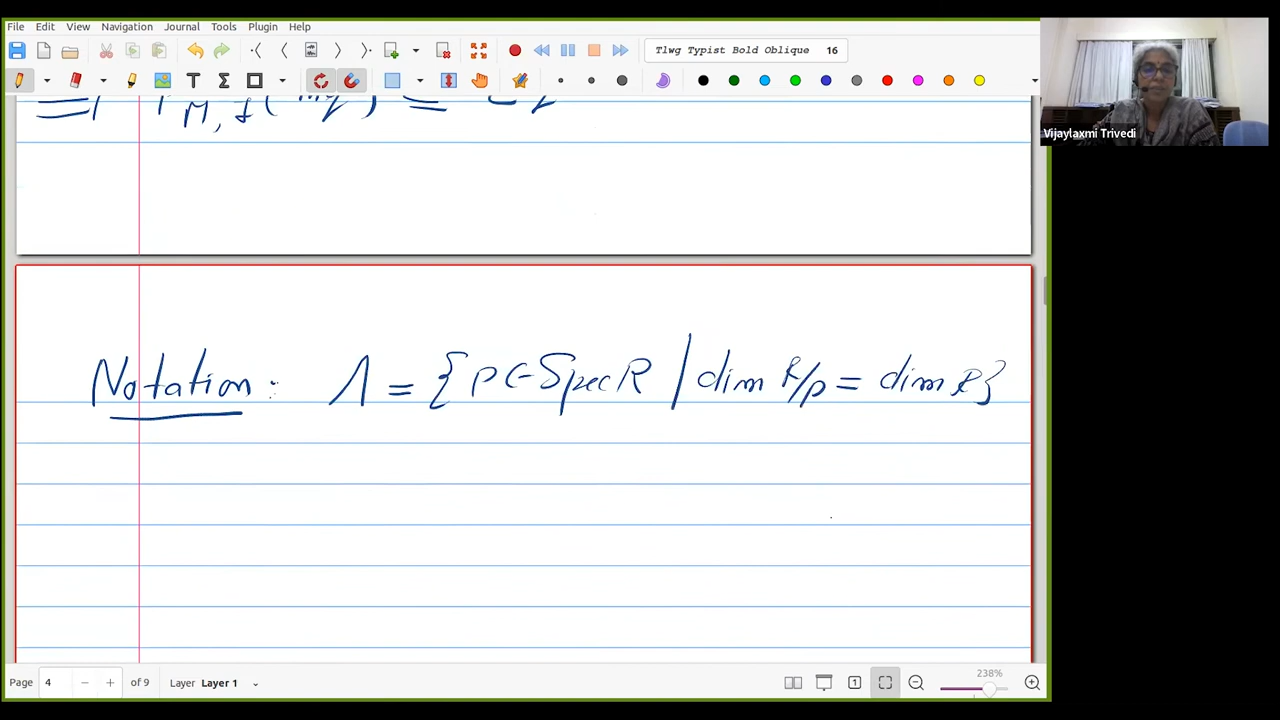 File Edit View Navigation Journal Tools Plugin Help
Tlwg Typist Bold Oblique 16
Vijaylaxmi Trivedi
Notation: Λ = {p ∈ Spec R | dim R/p = dim R}
Page 4 of 9 Layer Layer 1 238%